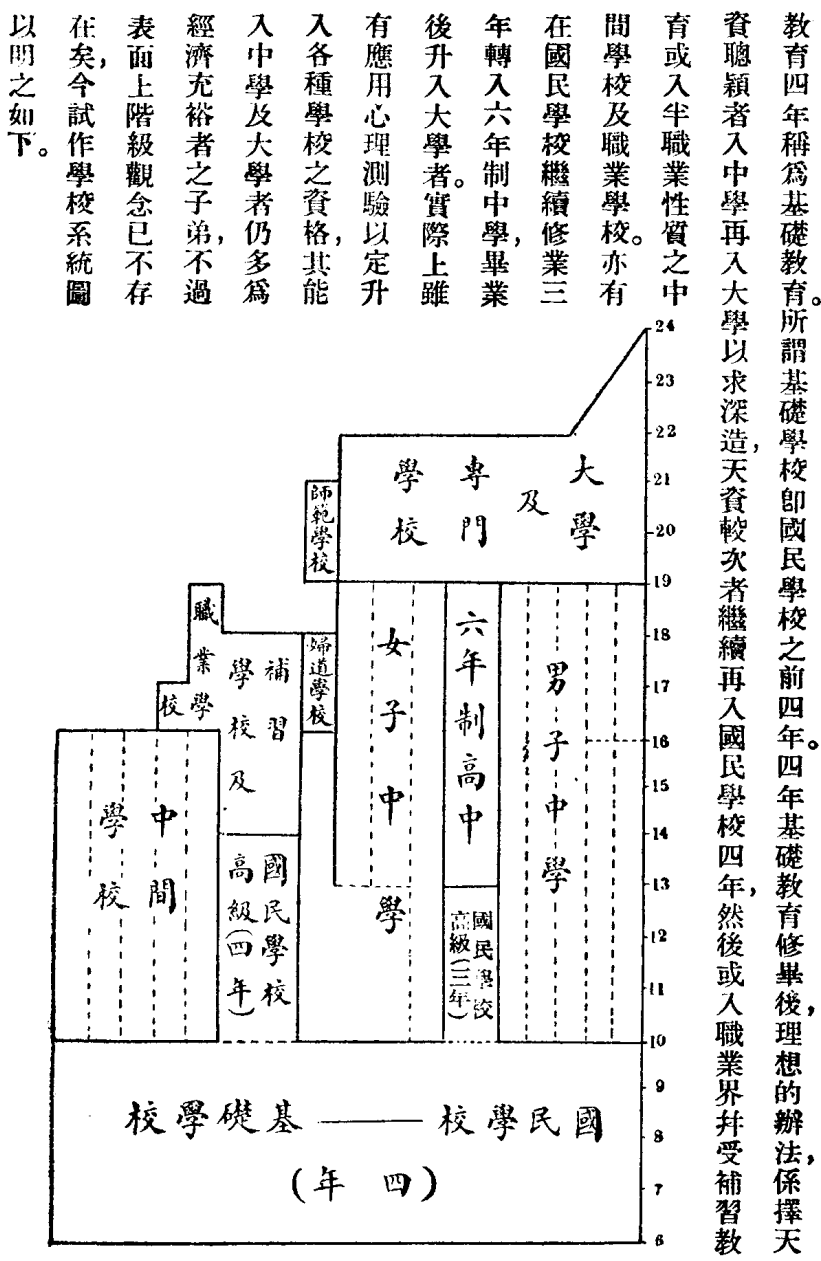 教育四年稱爲基礎教育。所謂基礎學校卽國民學校之前四年。四年基礎教育修畢後，理想的辦法，係擇天
資聰穎者入中學再入大學以求深造，天資較次者繼續再入國民學校四年，然後或入職業界幷受補習教
育或入半職業性質之中
間學校及職業學校。亦有
在國民學校繼續修業三
年轉入六年制中學，畢業
後升入大學者。實際上雖
有應用心理測驗以定升
入各種學校之資格，其能
入中學及大學者仍多爲
經濟充裕者之子弟，不過
表面上階級觀念已不存
在矣，今試作學校系統圖
以明之如下。
24
23
22
21
20
19
18
17
16
15
14
13
12
11
10
9
8
7
6
大學
及
專門
學校
師範學校
男子中學
六年制高中
國民學校
高級(三年)
女子中學
婦道學校
補習
學校及
國民學校
高級(四年)
職業學
校
中間
學校
國民學校——基礎學校
(四年)